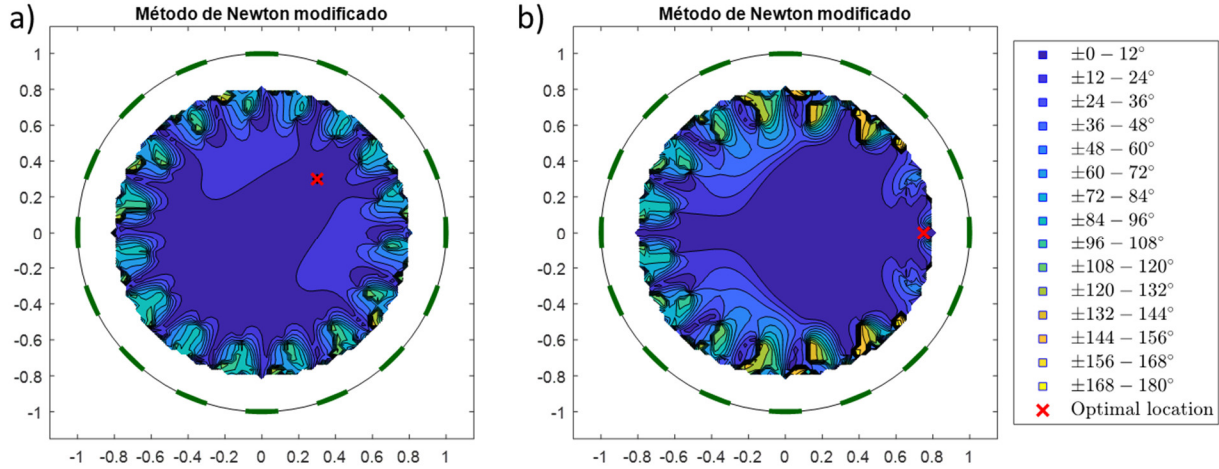 a)
Método de Newton modificado
1
0.8
0.6
0.4
0.2
0
-0.2
-0.4
-0.6
-0.8
-1
-1 -0.8 -0.6 -0.4 -0.2 0 0.2 0.4 0.6 0.8 1
b)
Método de Newton modificado
1
0.8
0.6
0.4
0.2
0
-0.2
-0.4
-0.6
-0.8
-1
-1 -0.8 -0.6 -0.4 -0.2 0 0.2 0.4 0.6 0.8 1
±0 − 12°
±12 − 24°
±24 − 36°
±36 − 48°
±48 − 60°
±60 − 72°
±72 − 84°
±84 − 96°
±96 − 108°
±108 − 120°
±120 − 132°
±132 − 144°
±144 − 156°
±156 − 168°
±168 − 180°
Optimal location